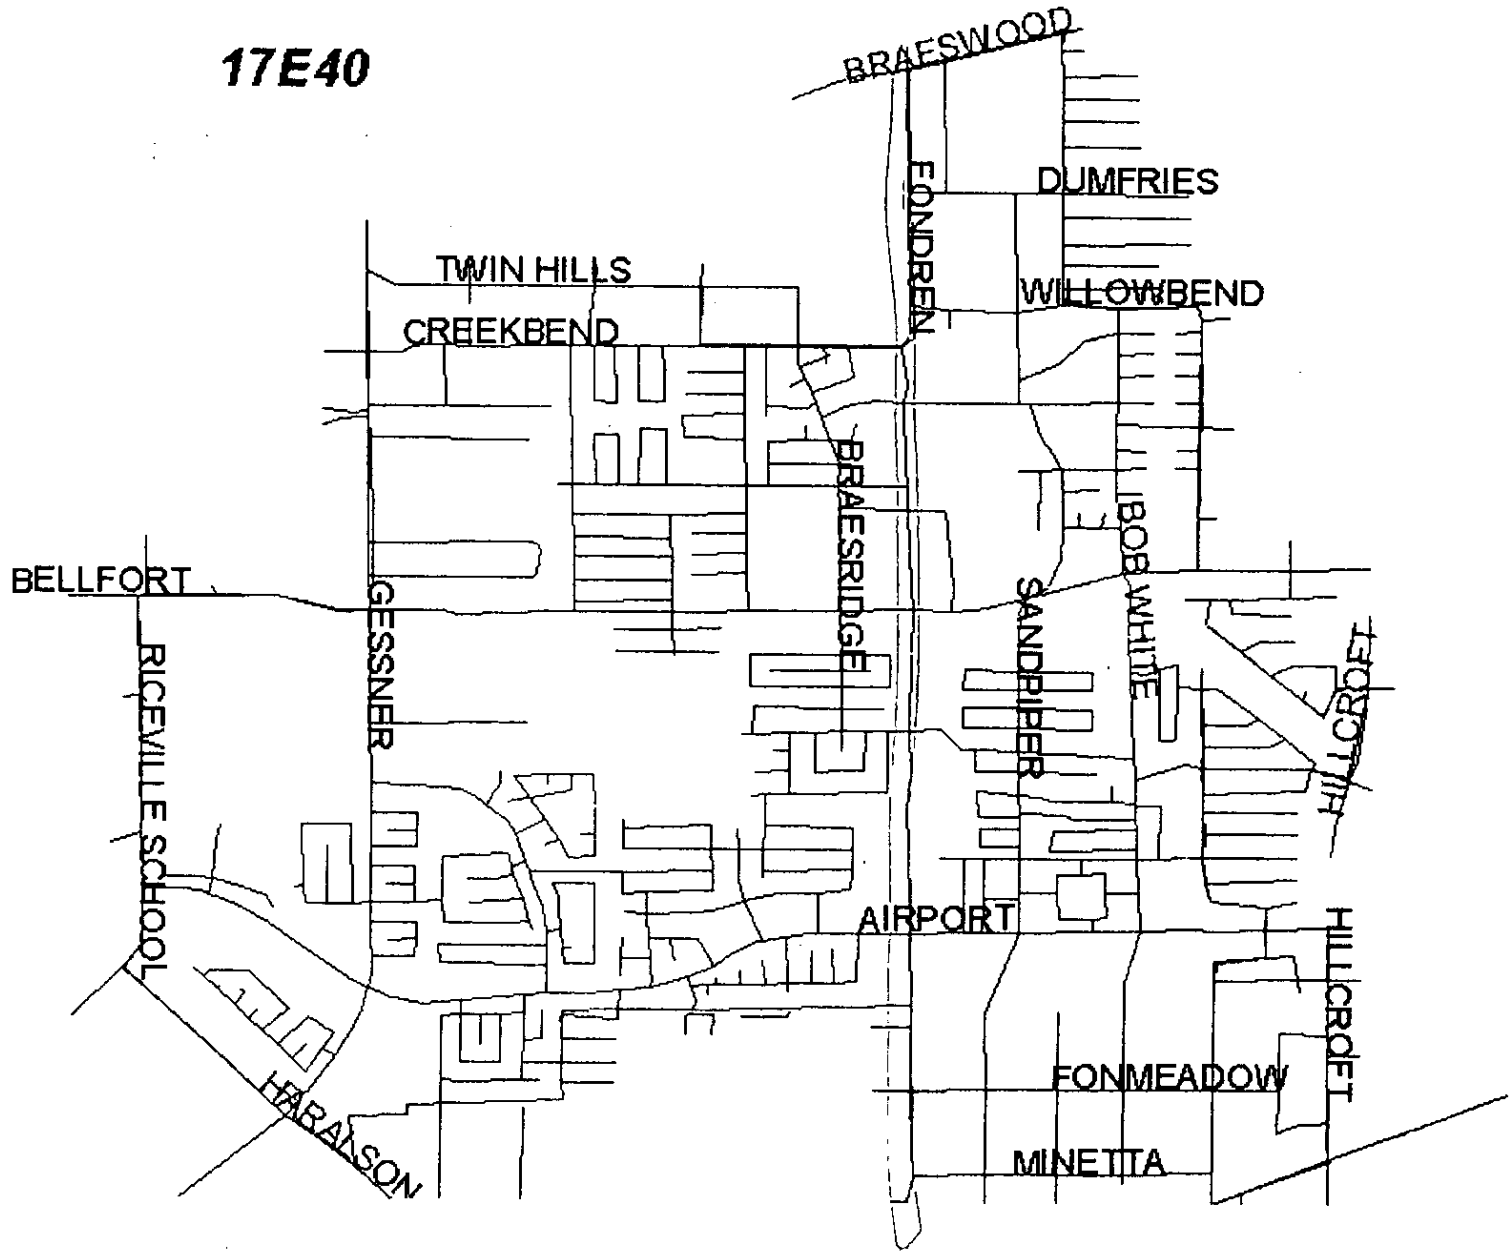 BRAESWOOD
17E40
DUMFRIES
FONDREN
TWIN HILLS
WILLOWBEND
CREEKBEND
BRAESRIDGE
BOB WHITE
BELLFORT
GESSNER
SANDPIPER
RICEVILLE SCHOOL
HILLCROFT
AIRPORT
HILLCROFT
FONMEADOW
HARALSON
MINETTA